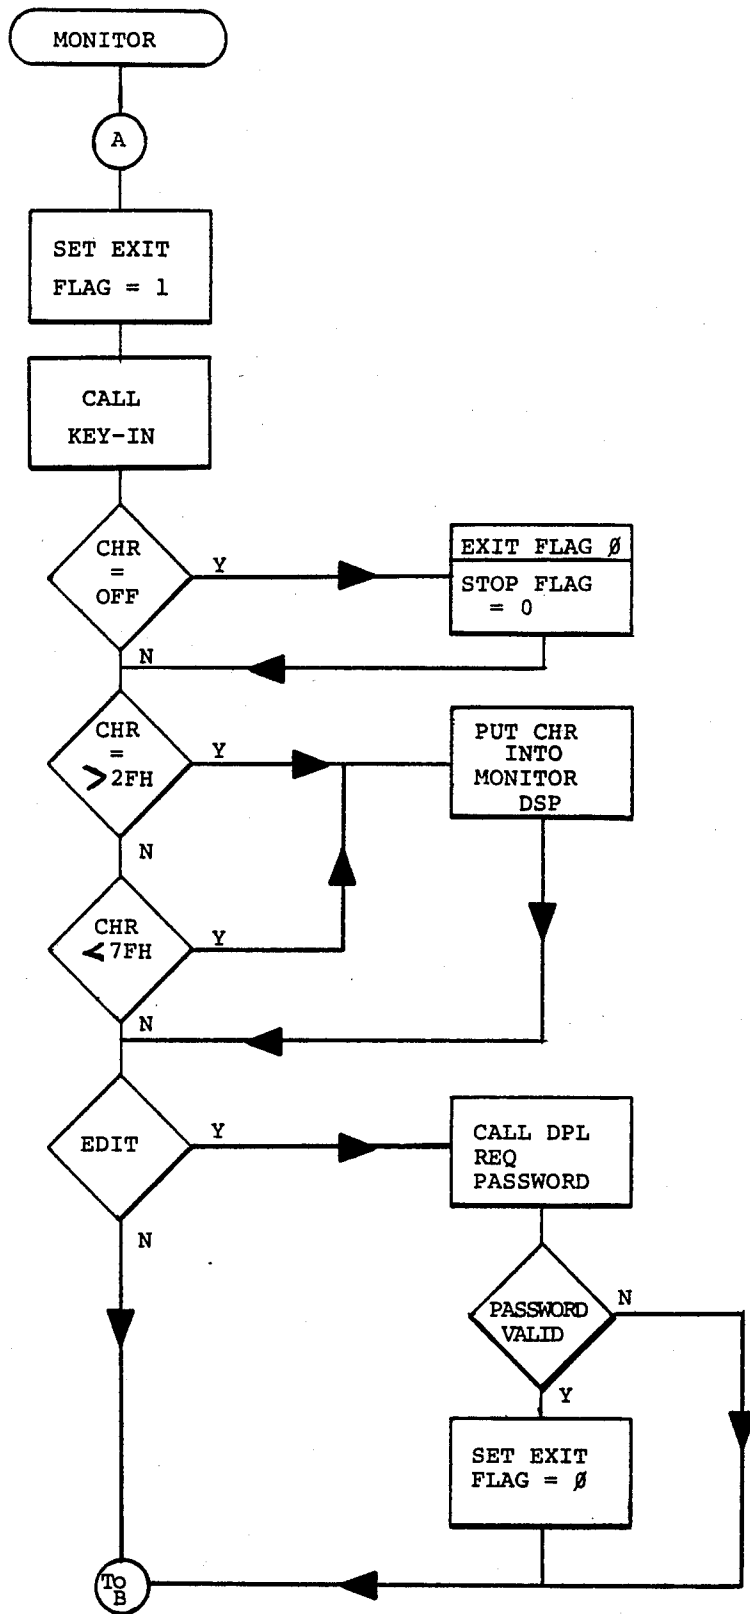 MONITOR
A
SET EXIT
FLAG = 1
CALL
KEY-IN
CHR
=
OFF
Y
EXIT FLAG Ø
STOP FLAG
= 0
N
CHR
=
>2FH
Y
PUT CHR
INTO
MONITOR
DSP
N
CHR
<7FH
Y
N
EDIT
Y
CALL DPL
REQ
PASSWORD
N
PASSWORD
VALID
N
Y
SET EXIT
FLAG = Ø
TO
B